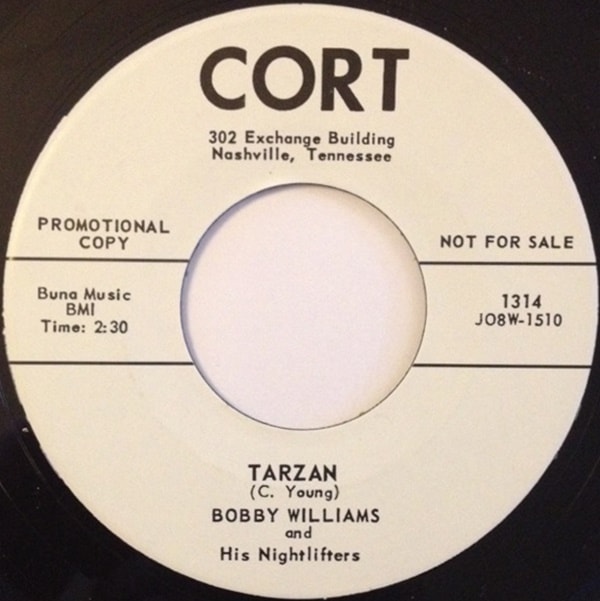 CORT
302 Exchange Building
Nashville, Tennessee
PROMOTIONAL
COPY
NOT FOR SALE
Buna Music
BMI
Time: 2:30
1314
JO8W-1510
TARZAN
(C. Young)
BOBBY WILLIAMS
and
His Nightlifters